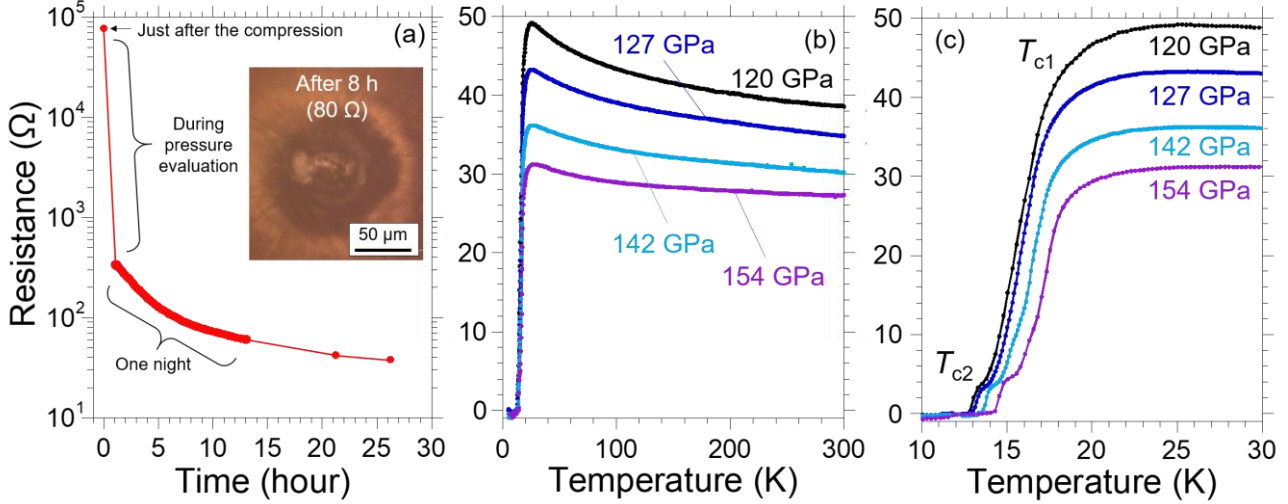 (a)
Just after the compression
During
pressure
evaluation
After 8 h
(80 Ω)
50 µm
One night
Resistance (Ω)
10⁵
10⁴
10³
10²
10¹
0 5 10 15 20 25 30
Time (hour)
(b)
127 GPa
120 GPa
142 GPa
154 GPa
50
40
30
20
10
0
0 100 200 300
Temperature (K)
(c)
Tc1
120 GPa
127 GPa
142 GPa
154 GPa
Tc2
50
40
30
20
10
0
10 15 20 25 30
Temperature (K)